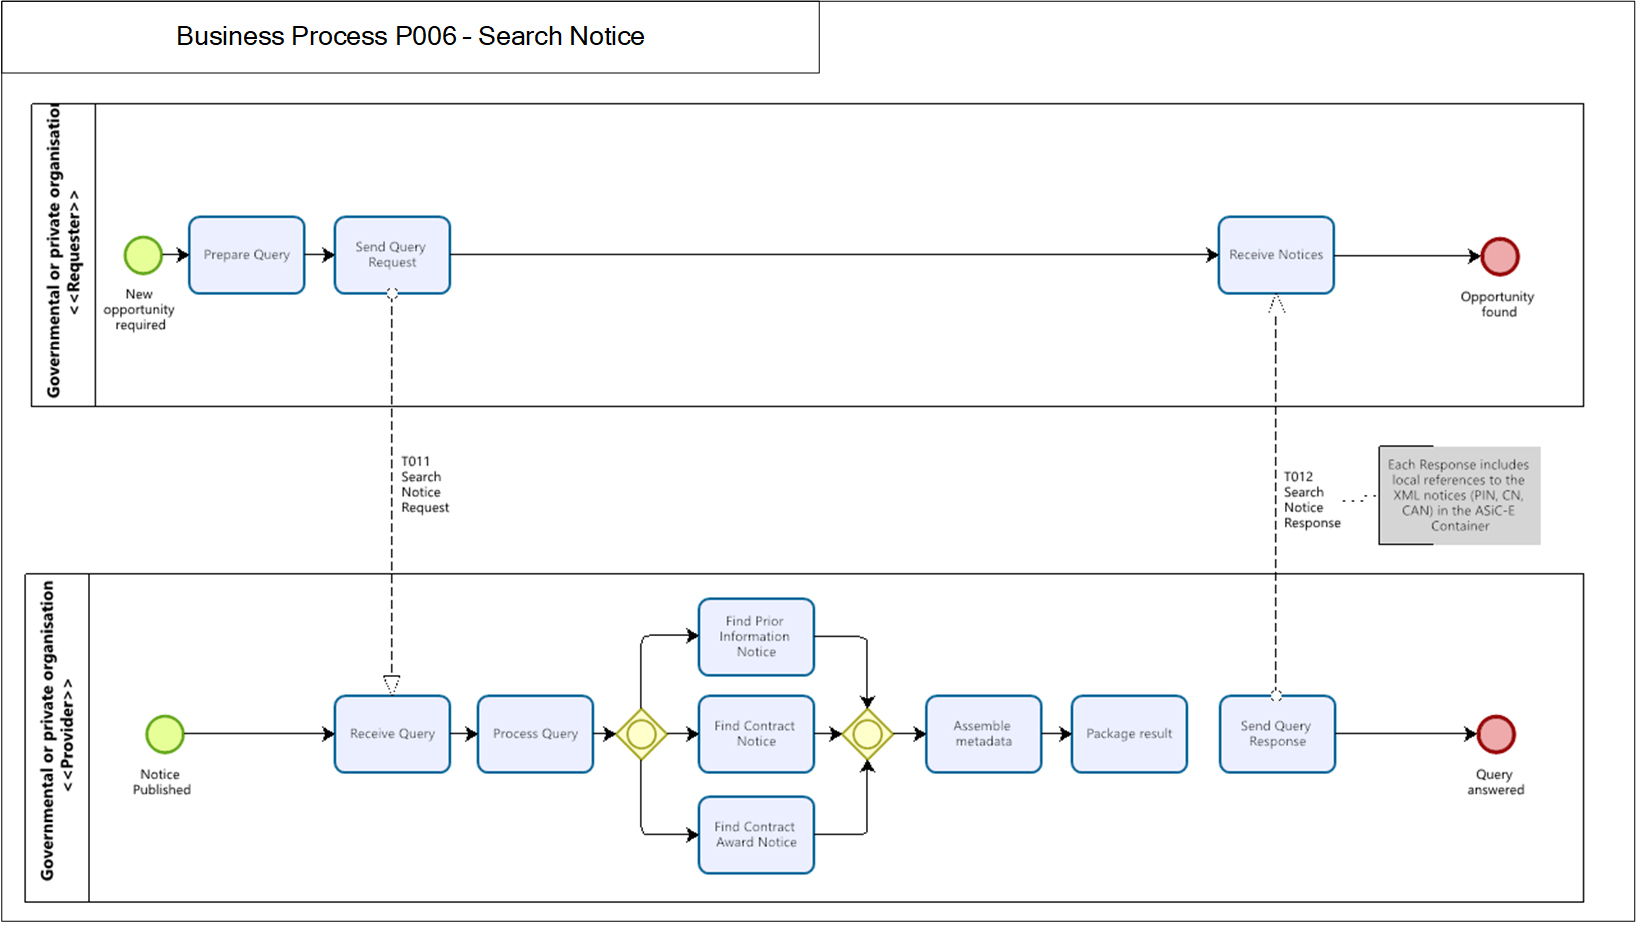 Business Process P006 - Search Notice
Governmental or private organisation
<<Requester>>
New
opportunity
required
Prepare Query
Send Query
Request
Receive Notices
Opportunity
found
T011
Search
Notice
Request
T012
Search
Notice
Response
Each Response includes
local references to the
XML notices (PIN, CN,
CAN) in the ASiC-E
Container
Governmental or private organisation
<<Provider>>
Notice
Published
Receive Query
Process Query
Find Prior
Information
Notice
Find Contract
Notice
Find Contract
Award Notice
Assemble
metadata
Package result
Send Query
Response
Query
answered